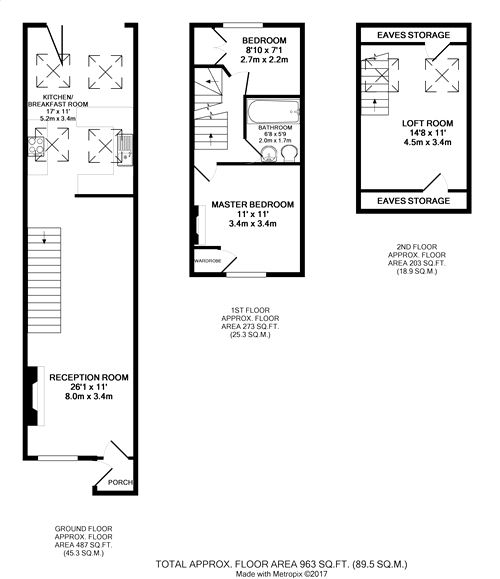 KITCHEN/
BREAKFAST ROOM
17' x 11'
5.2m x 3.4m
RECEPTION ROOM
26'1 x 11'
8.0m x 3.4m
PORCH
GROUND FLOOR
APPROX. FLOOR
AREA 487 SQ.FT.
(45.3 SQ.M.)
BEDROOM
8'10 x 7'1
2.7m x 2.2m
BATHROOM
6'8 x 5'9
2.0m x 1.7m
MASTER BEDROOM
11' x 11'
3.4m x 3.4m
WARDROBE
1ST FLOOR
APPROX. FLOOR
AREA 273 SQ.FT.
(25.3 SQ.M.)
EAVES STORAGE
LOFT ROOM
14'8 x 11'
4.5m x 3.4m
EAVES STORAGE
2ND FLOOR
APPROX. FLOOR
AREA 203 SQ.FT.
(18.9 SQ.M.)
TOTAL APPROX. FLOOR AREA 963 SQ.FT. (89.5 SQ.M.)
Made with Metropix ©2017